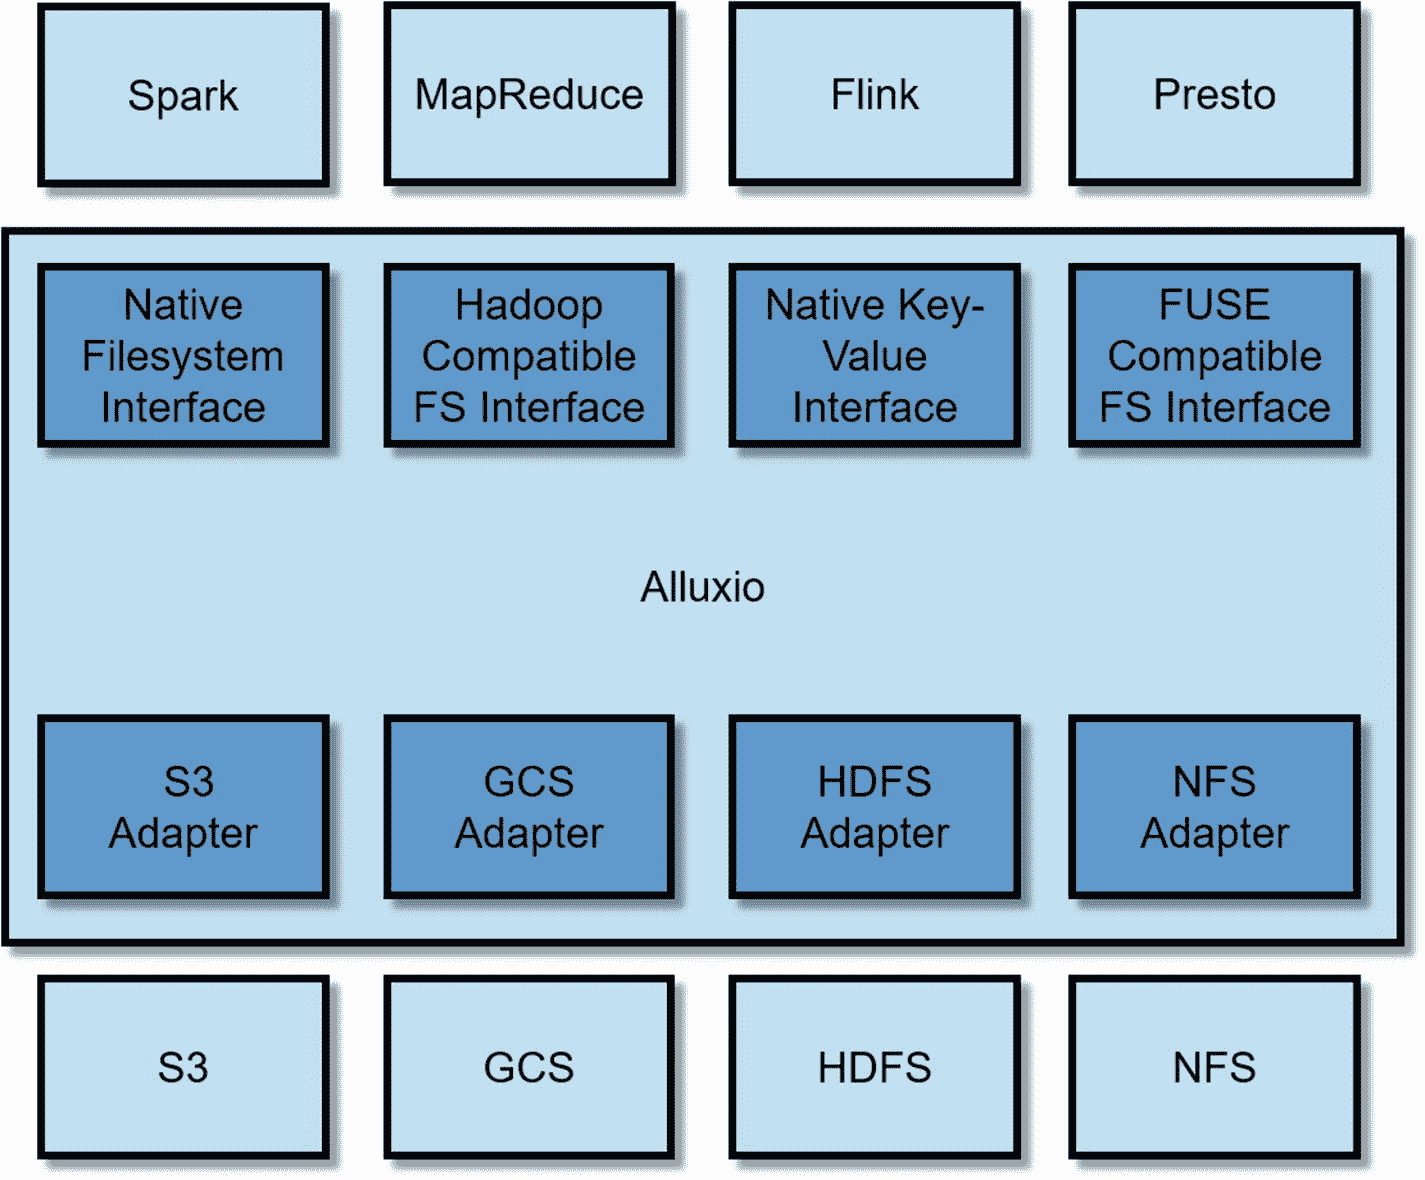 Spark
MapReduce
Flink
Presto
Native
Filesystem
Interface
Hadoop
Compatible
FS Interface
Native Key-
Value
Interface
FUSE
Compatible
FS Interface
Alluxio
S3
Adapter
GCS
Adapter
HDFS
Adapter
NFS
Adapter
S3
GCS
HDFS
NFS